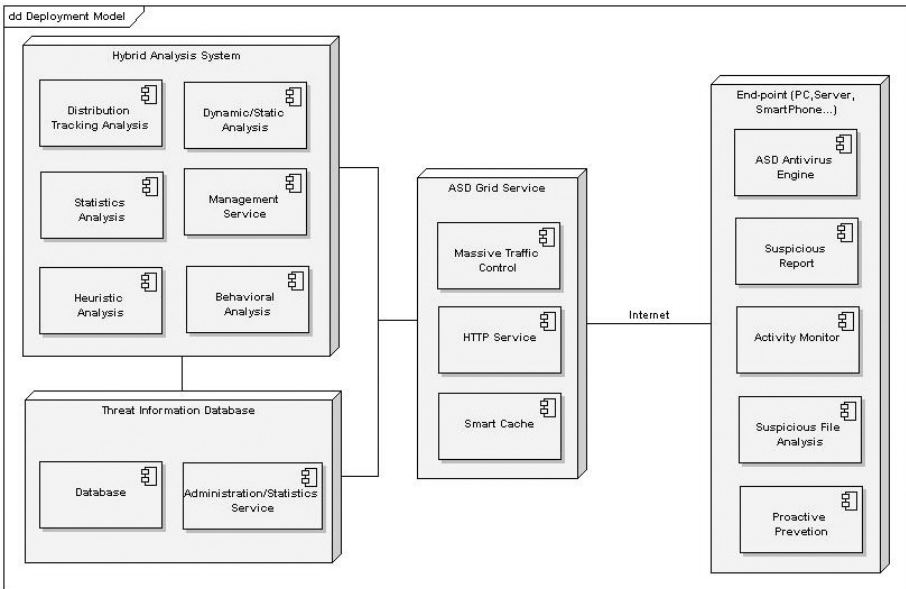 dd Deployment Model
Hybrid Analysis System
Distribution
Tracking Analysis
Dynamic/Static
Analysis
Statistics
Analysis
Management
Service
Heuristic
Analysis
Behavioral
Analysis
Threat Information Database
Database
Administration/Statistics
Service
ASD Grid Service
Massive Traffic
Control
HTTP Service
Smart Cache
Internet
End-point (PC,Server,
SmartPhone...)
ASD Antivirus
Engine
Suspicious
Report
Activity Monitor
Suspicious File
Analysis
Proactive
Prevetion